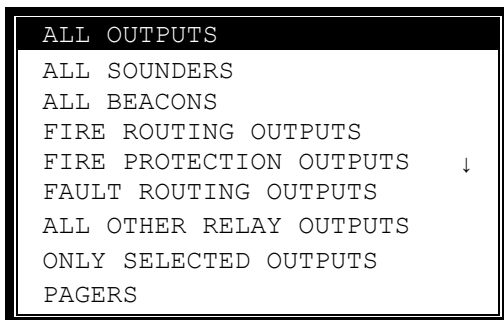 ALL OUTPUTS
ALL SOUNDERS
ALL BEACONS
FIRE ROUTING OUTPUTS
FIRE PROTECTION OUTPUTS ↓
FAULT ROUTING OUTPUTS
ALL OTHER RELAY OUTPUTS
ONLY SELECTED OUTPUTS
PAGERS